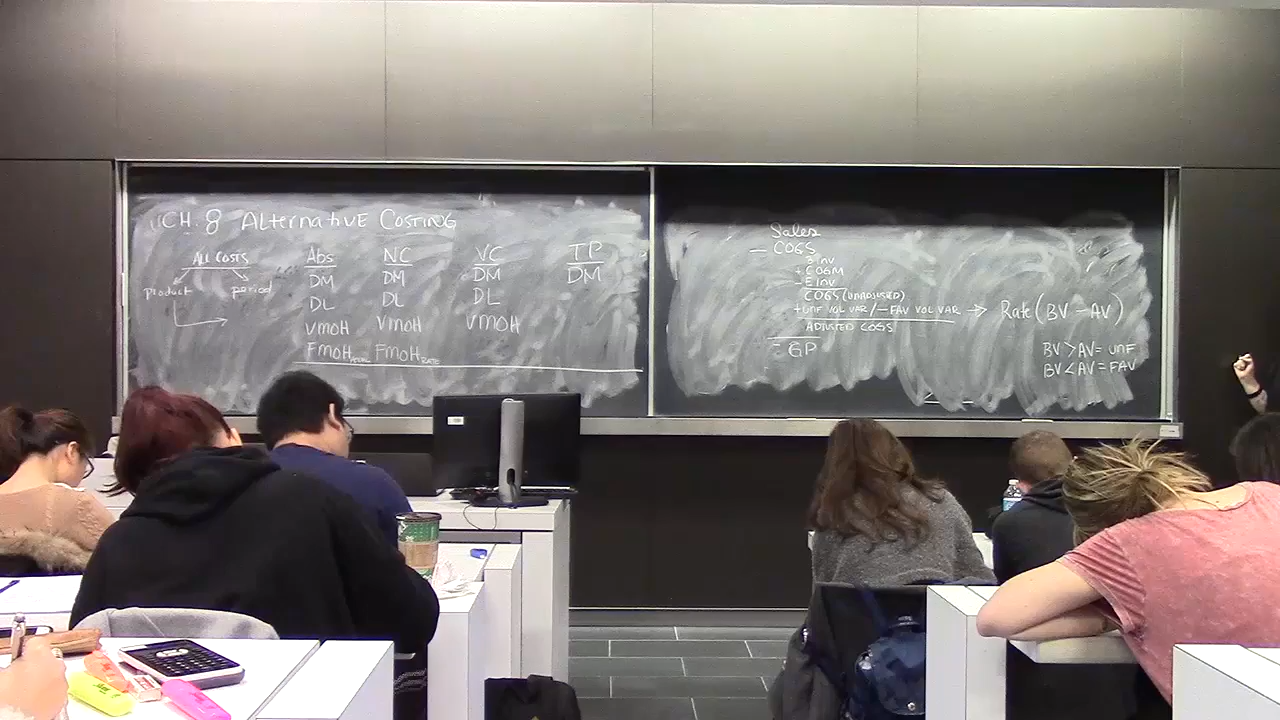 CH. 8 Alternative Costing
ALL COSTS
product period
Abs NC VC TP
DM DM DM DM
DL DL DL
VMOH VMOH VMOH
FMOH FMOH RATE
Sales
- COGS
B INV
+ COGM
- E INV
COGS (UNADJUSTED)
+ UNF VOL VAR / - FAV VOL VAR → Rate (BV - AV)
ADJUSTED COGS
= GP
BV > AV = UNF
BV < AV = FAV